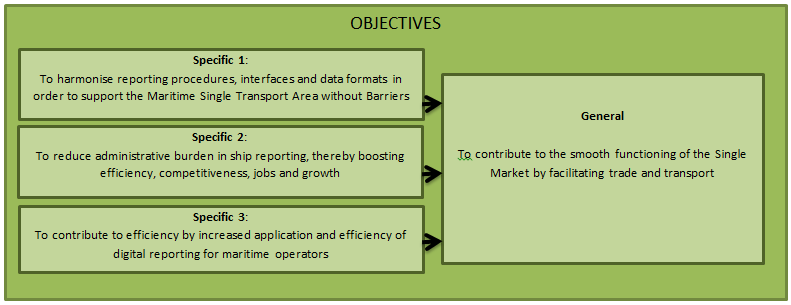 OBJECTIVES
Specific 1:
To harmonise reporting procedures, interfaces and data formats in
order to support the Maritime Single Transport Area without Barriers
Specific 2:
To reduce administrative burden in ship reporting, thereby boosting
efficiency, competitiveness, jobs and growth
Specific 3:
To contribute to efficiency by increased application and efficiency of
digital reporting for maritime operators
General
To contribute to the smooth functioning of the Single
Market by facilitating trade and transport